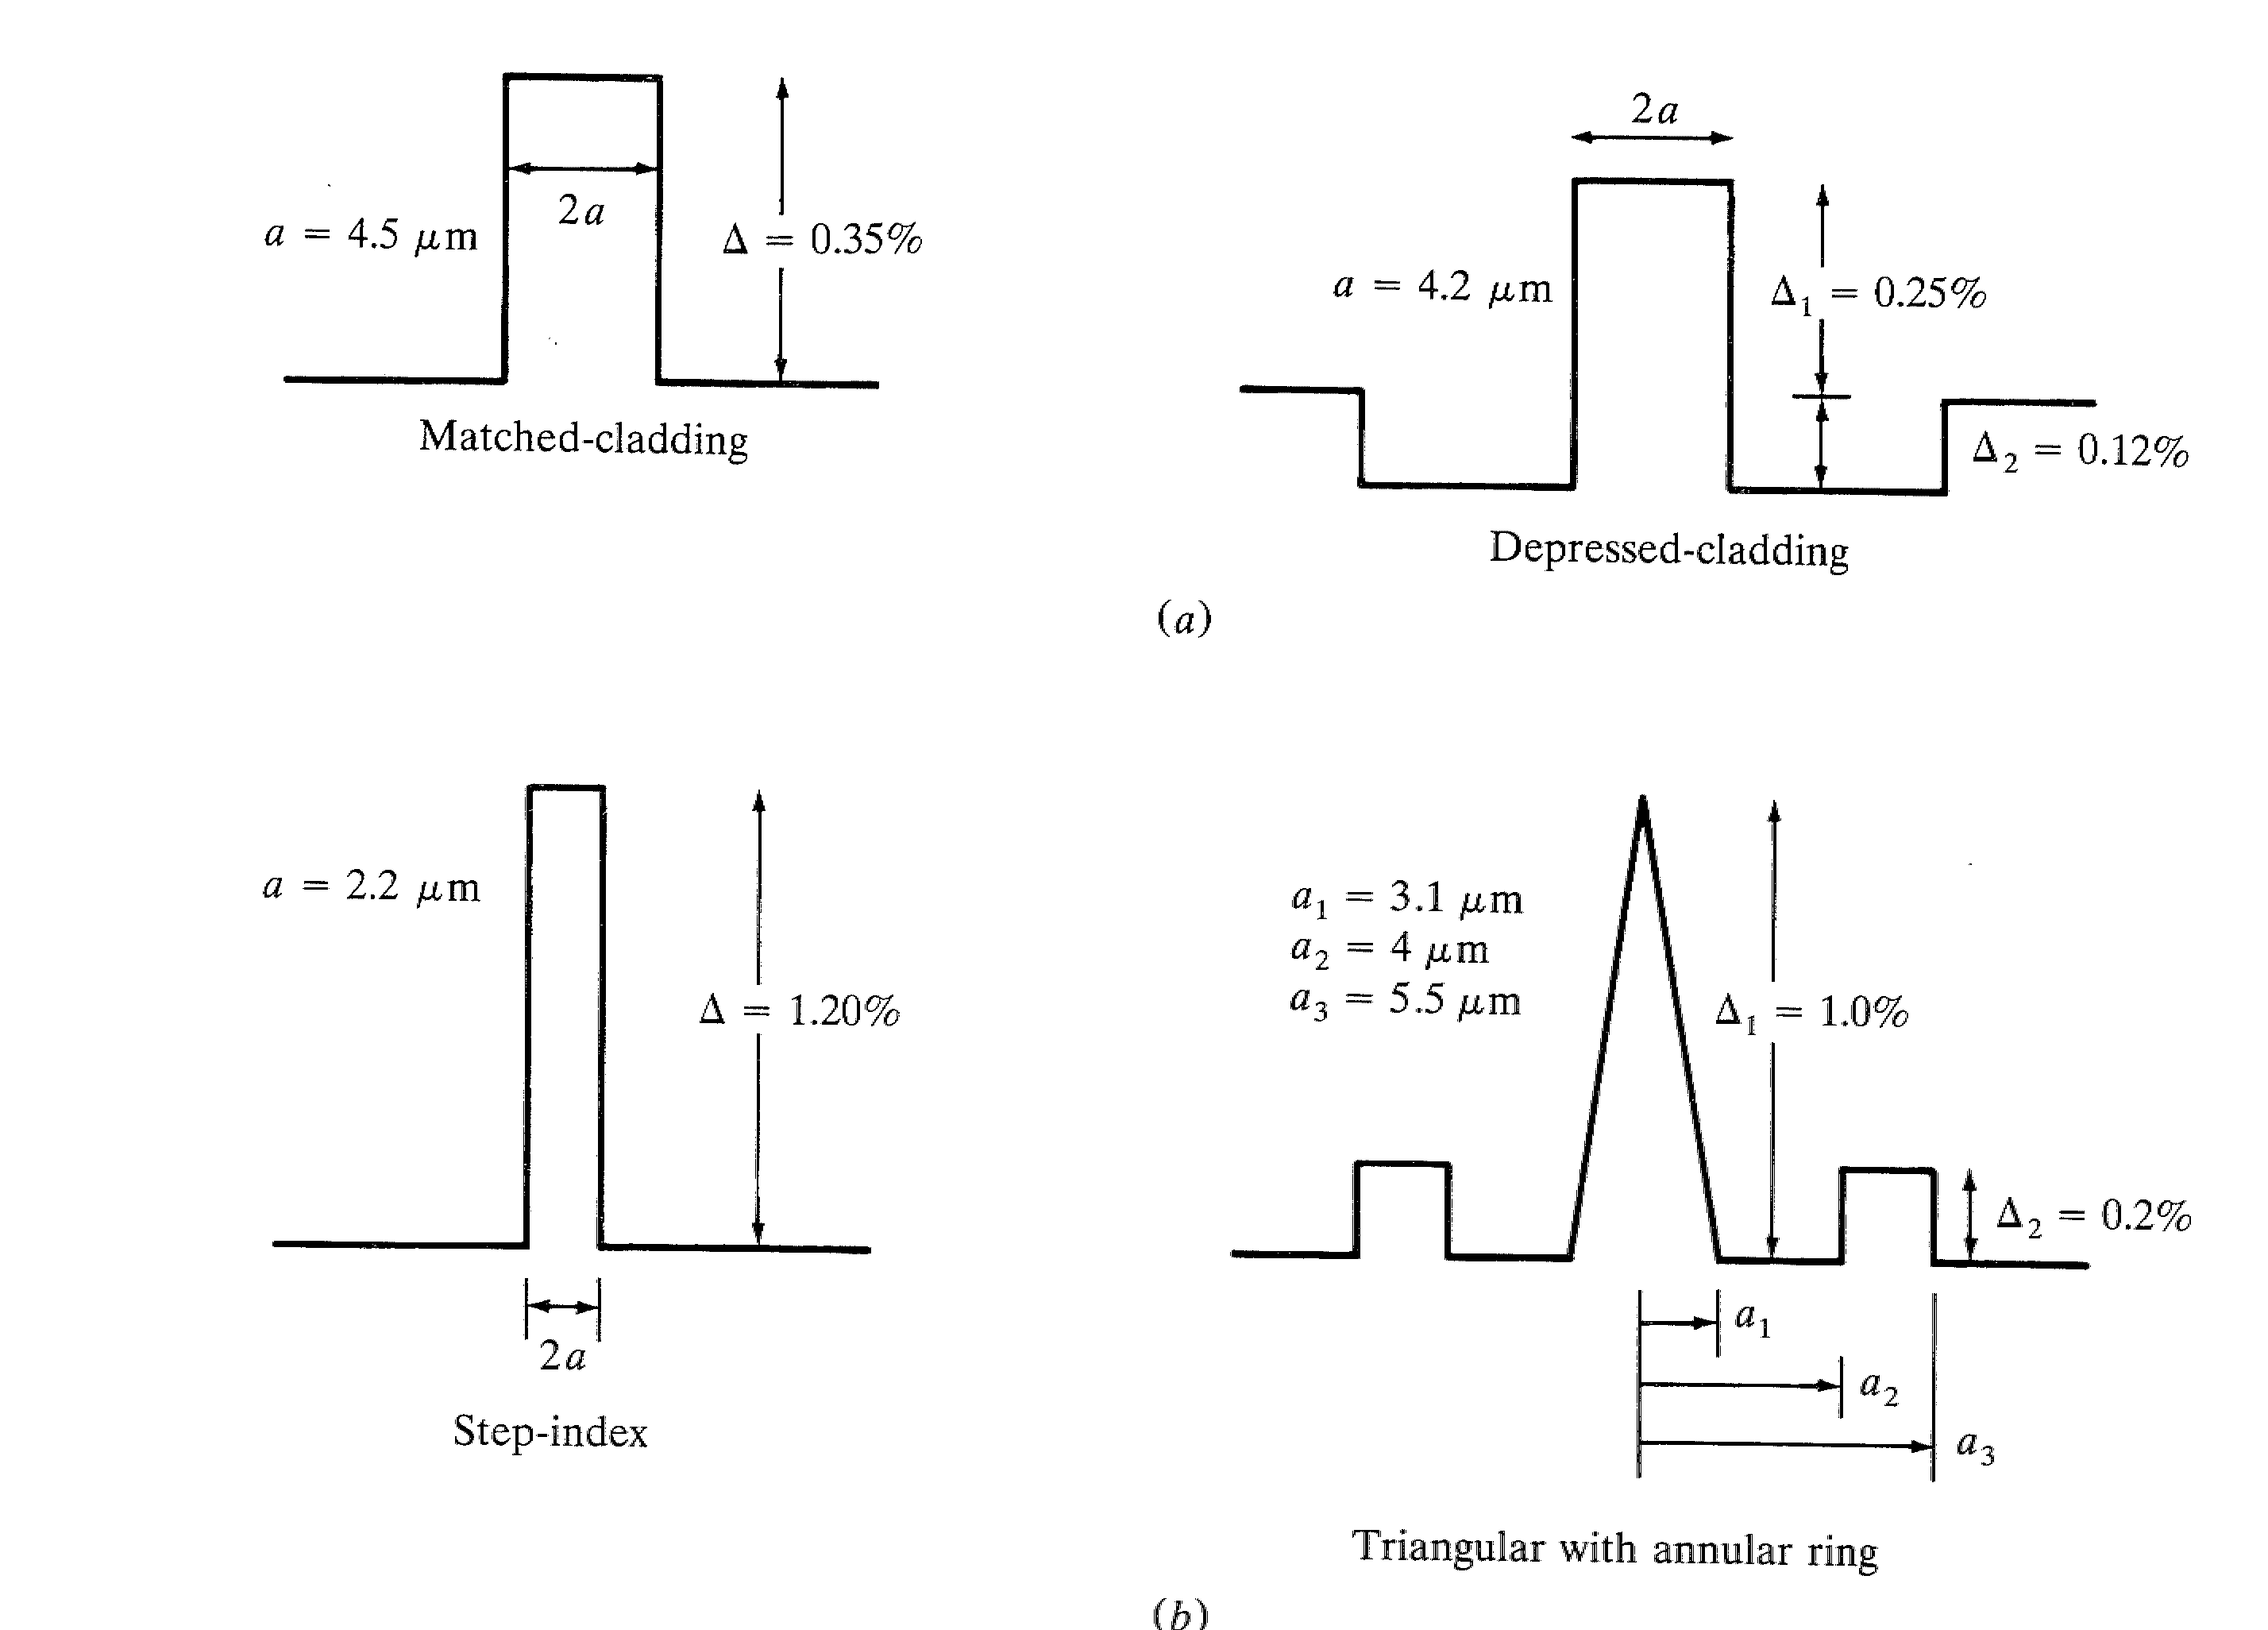 2a
a = 4.5 μm
Δ = 0.35%
Matched-cladding
2a
a = 4.2 μm
Δ₁ = 0.25%
Δ₂ = 0.12%
Depressed-cladding
(a)
a = 2.2 μm
Δ = 1.20%
2a
Step-index
a₁ = 3.1 μm
a₂ = 4 μm
a₃ = 5.5 μm
Δ₁ = 1.0%
Δ₂ = 0.2%
a₁
a₂
a₃
Triangular with annular ring
(b)